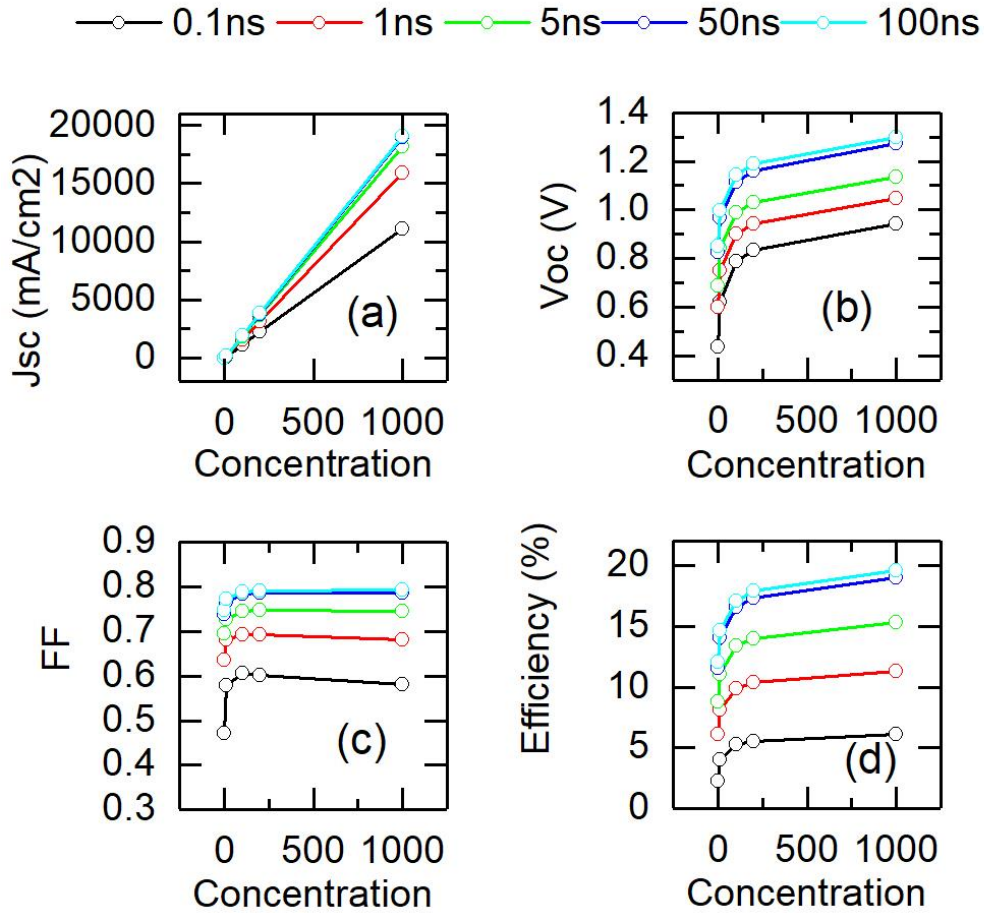 0.1ns 1ns 5ns 50ns 100ns
20000
15000
10000
5000
0
Jsc (mA/cm2)
(a)
0 500 1000
Concentration
1.4
1.2
1.0
0.8
0.6
0.4
Voc (V)
(b)
0 500 1000
Concentration
0.9
0.8
0.7
0.6
0.5
0.4
0.3
FF
(c)
0 500 1000
Concentration
20
15
10
5
0
Efficiency (%)
(d)
0 500 1000
Concentration